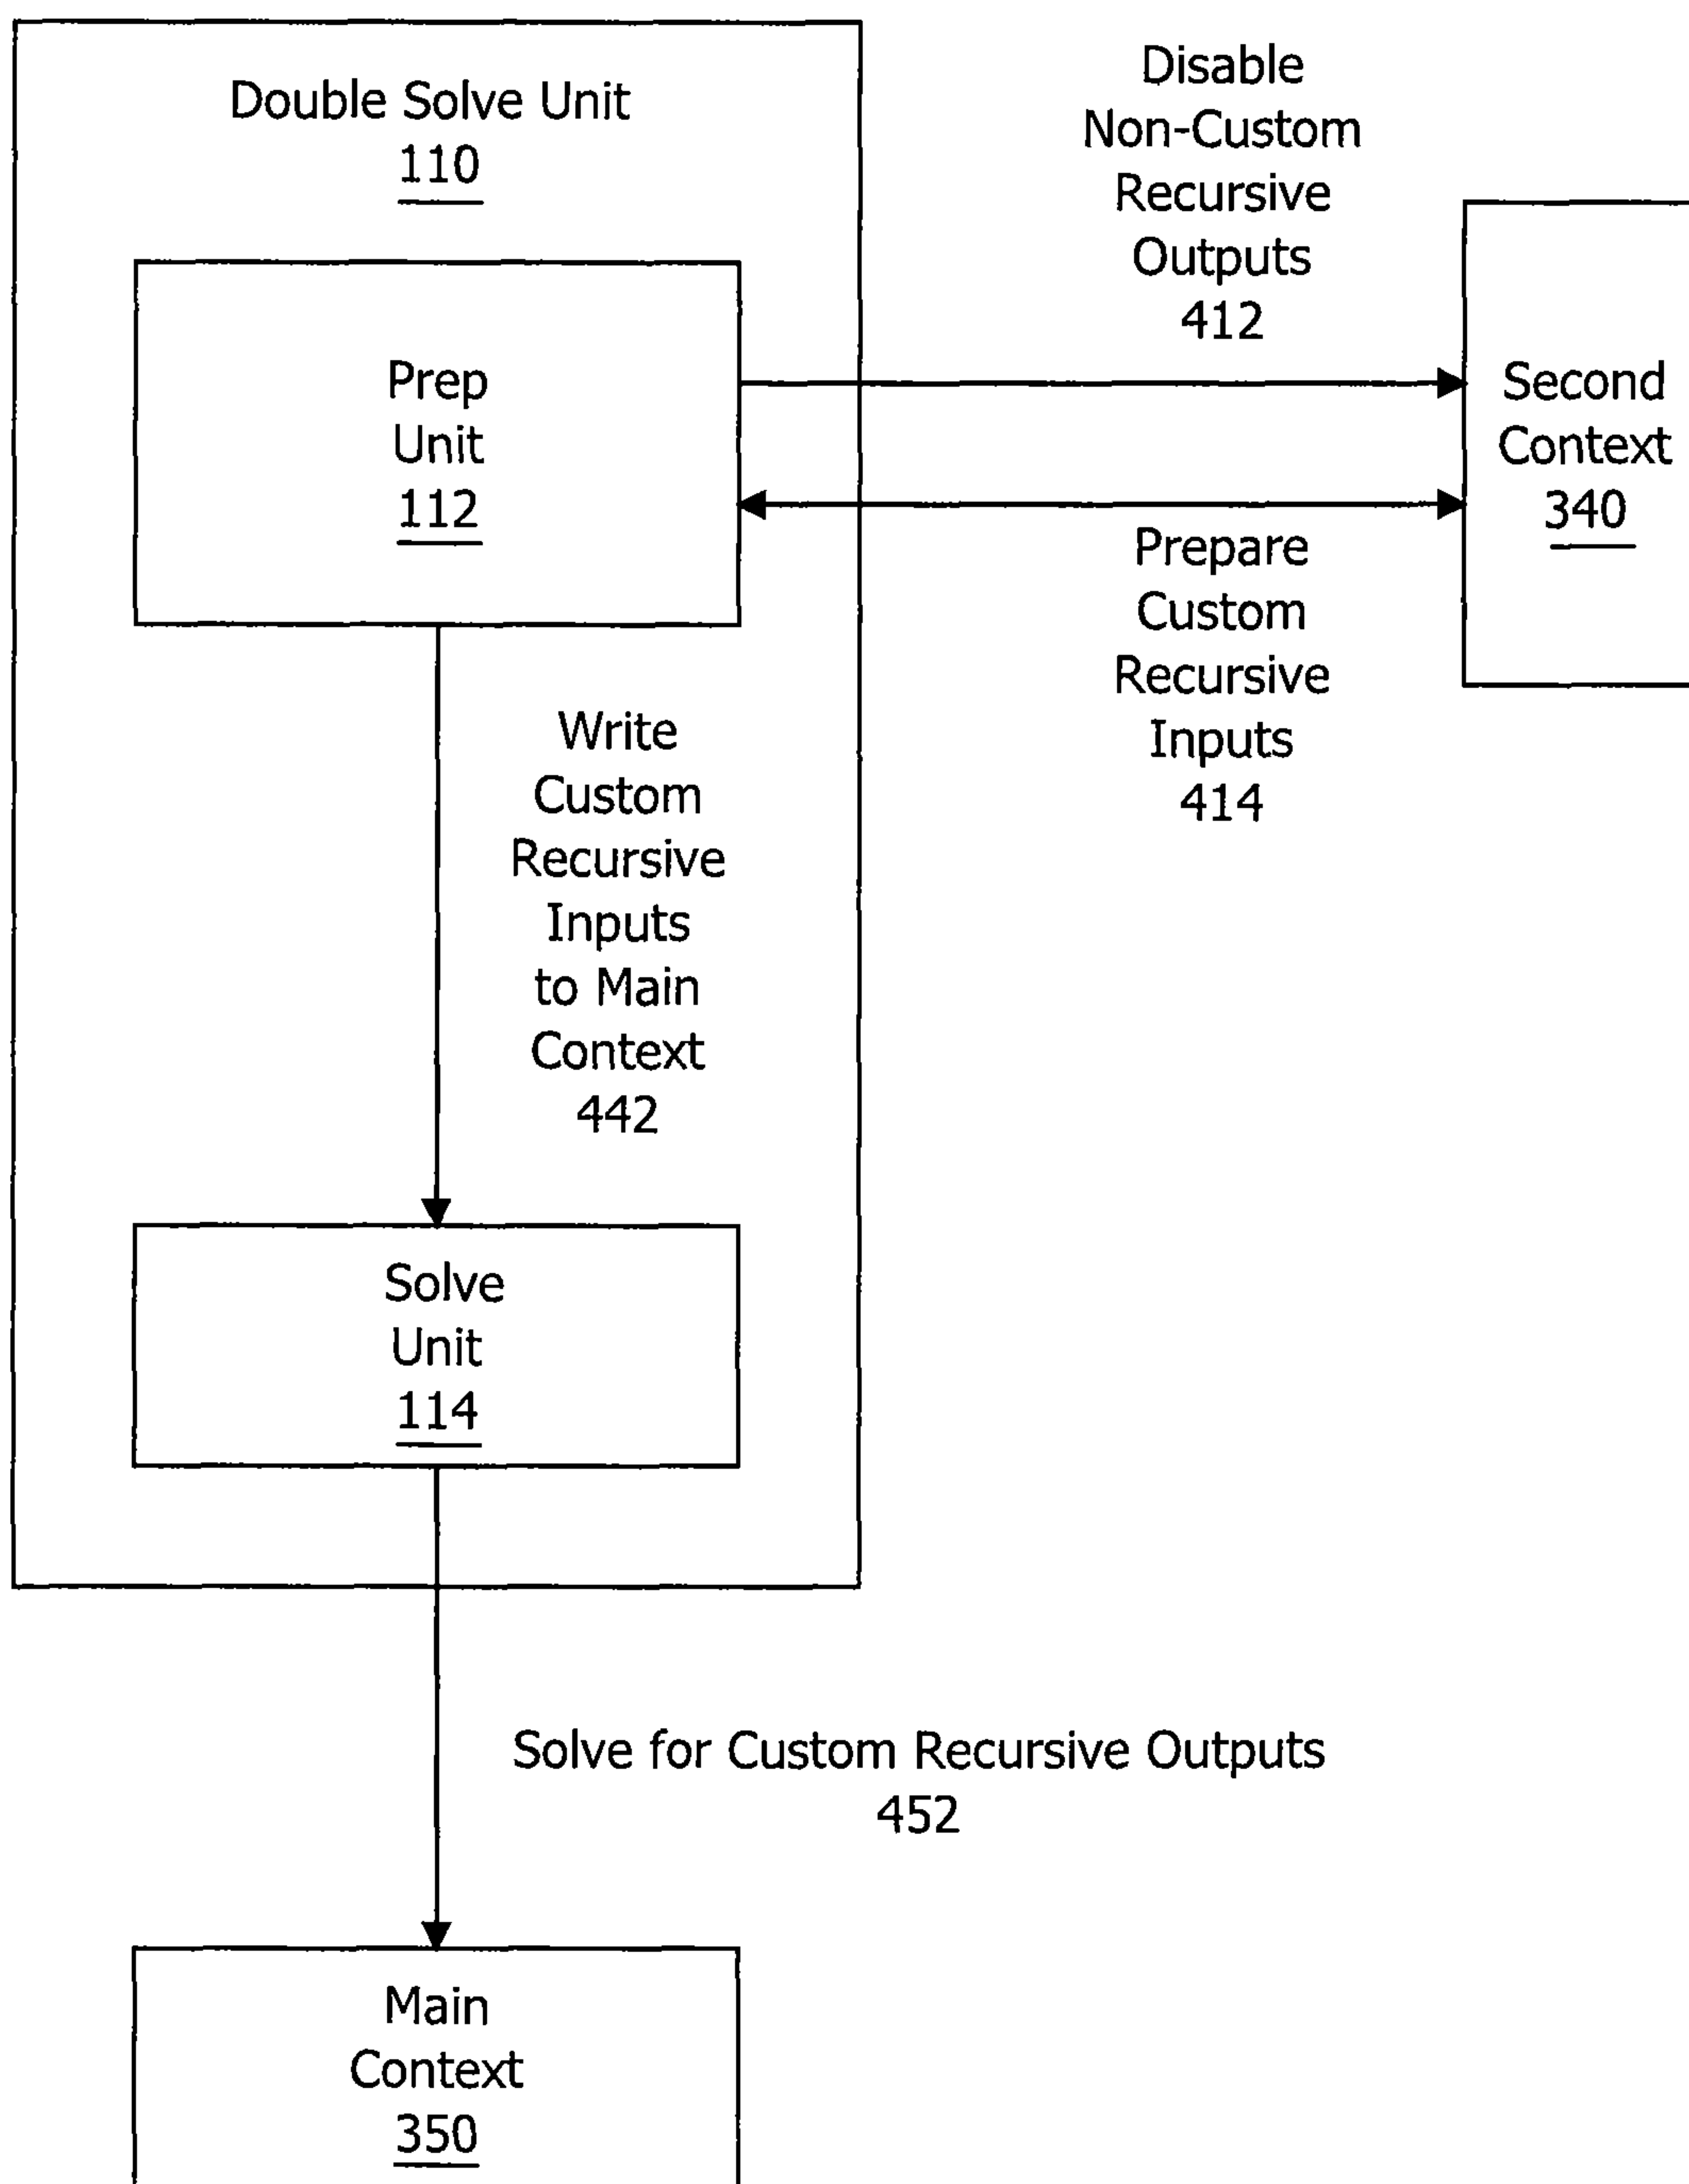 Double Solve Unit
110
Disable
Non-Custom
Recursive
Outputs
412
Prep
Unit
112
Second
Context
340
Prepare
Custom
Recursive
Inputs
414
Write
Custom
Recursive
Inputs
to Main
Context
442
Solve
Unit
114
Solve for Custom Recursive Outputs
452
Main
Context
350